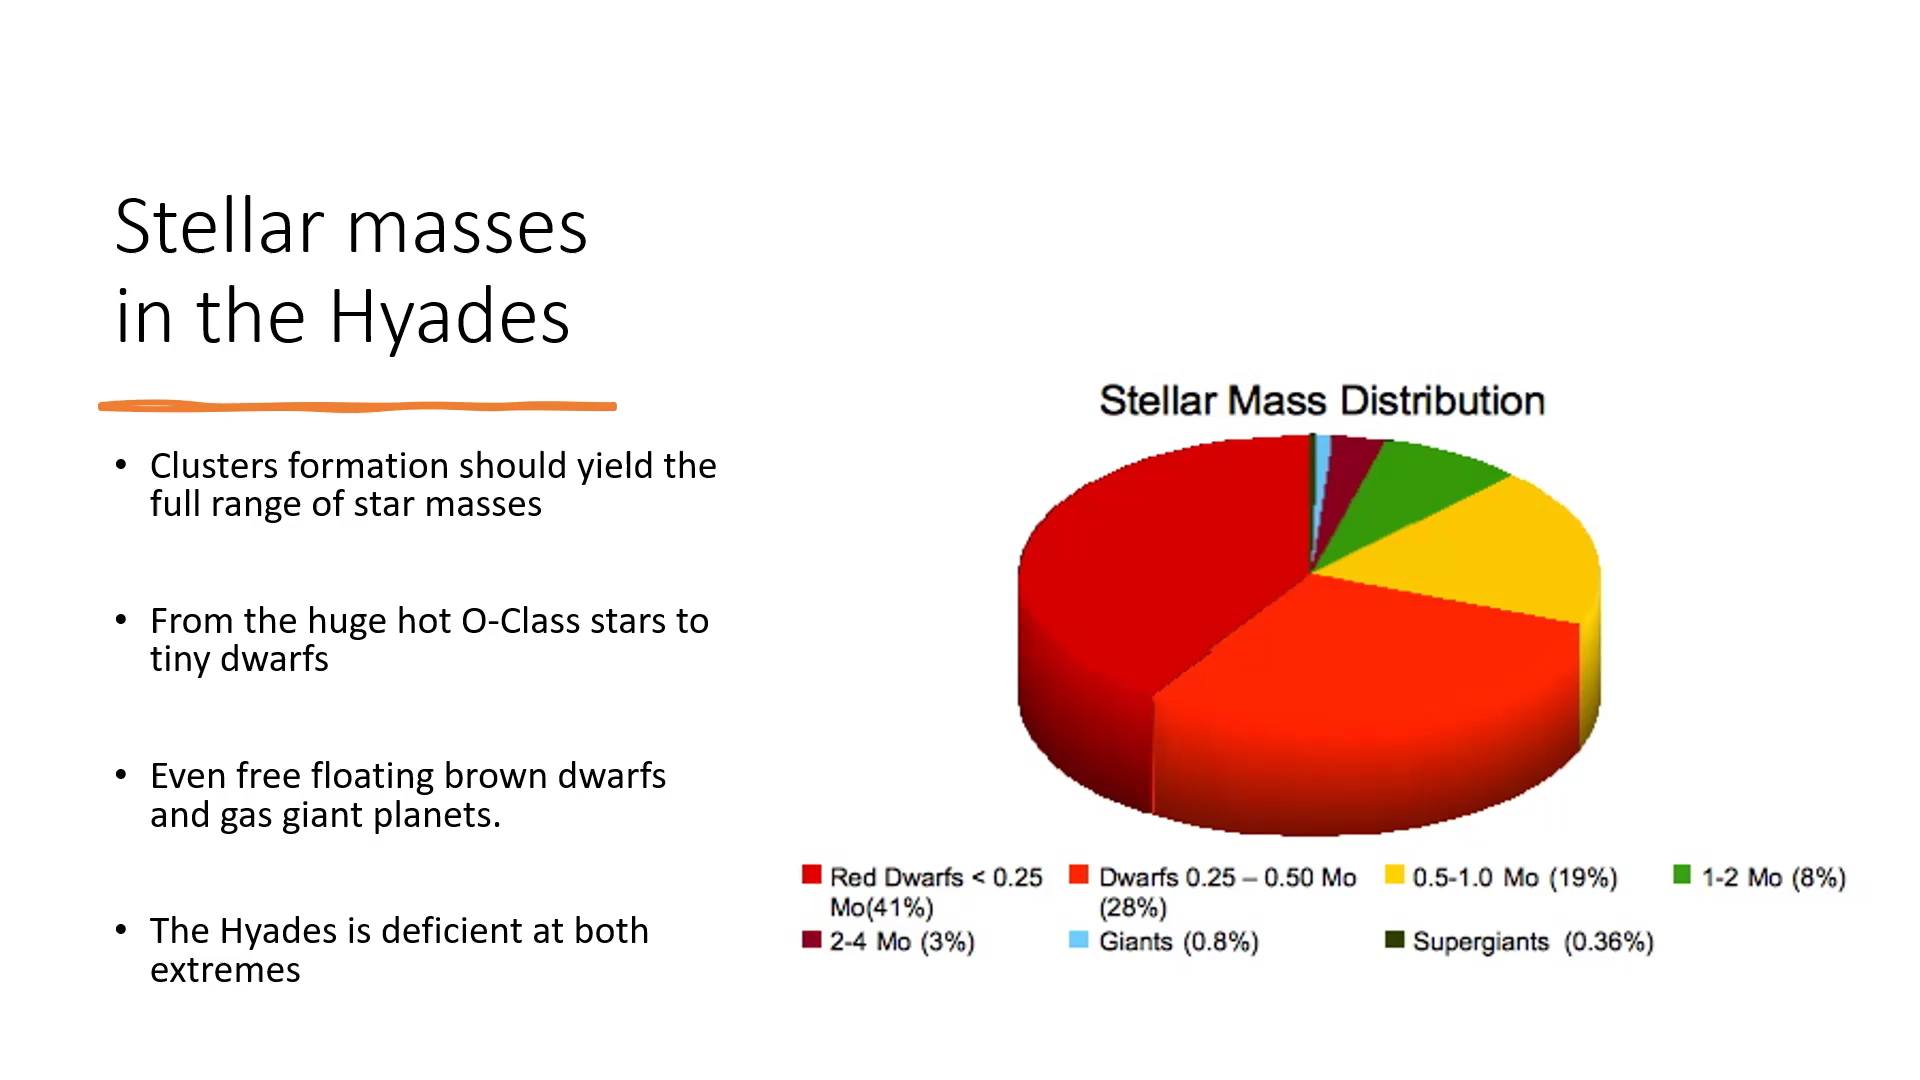 Stellar masses
in the Hyades
• Clusters formation should yield the
full range of star masses
• From the huge hot O-Class stars to
tiny dwarfs
• Even free floating brown dwarfs
and gas giant planets.
• The Hyades is deficient at both
extremes
Stellar Mass Distribution
Red Dwarfs < 0.25
Mo(41%)
Dwarfs 0.25 – 0.50 Mo
(28%)
0.5-1.0 Mo (19%)
1-2 Mo (8%)
2-4 Mo (3%)
Giants (0.8%)
Supergiants (0.36%)